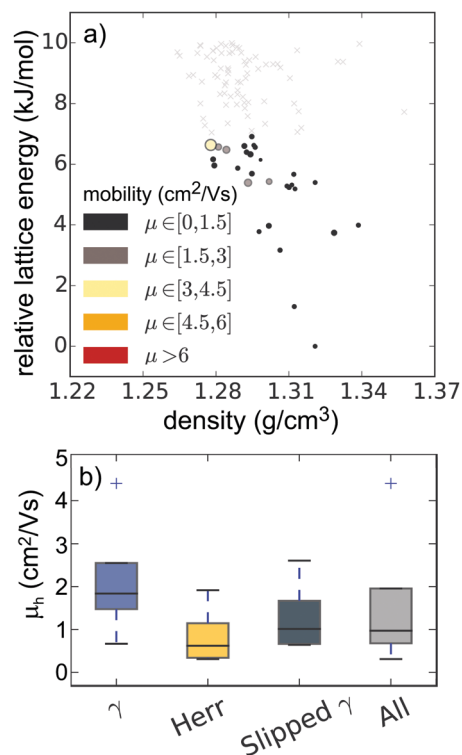 a)
relative lattice energy (kJ/mol)
10
8
6
4
2
0
mobility (cm²/Vs)
μ∈[0,1.5]
μ∈[1.5,3]
μ∈[3,4.5]
μ∈[4.5,6]
μ>6
1.22 1.25 1.28 1.31 1.34 1.37
density (g/cm³)
b)
μₕ (cm²/Vs)
5
4
3
2
1
0
γ Herr Slipped γ All